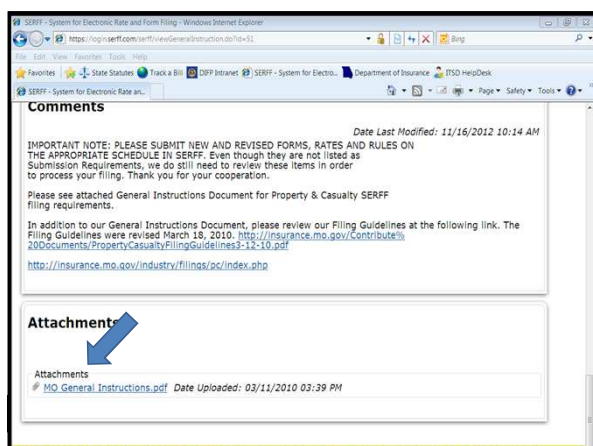 SERFF - System for Electronic Rate and Form Filing - Windows Internet Explorer
https://login.serff.com/serff/viewGeneralInstruction.do?id=51
Bing
File Edit View Favorites Tools Help
Favorites State Statutes Track a Bill DIFP Intranet SERFF - System for Electro... Department of Insurance ITSD HelpDesk
SERFF - System for Electronic Rate an... Page Safety Tools
Comments
Date Last Modified: 11/16/2012 10:14 AM
IMPORTANT NOTE: PLEASE SUBMIT NEW AND REVISED FORMS, RATES AND RULES ON
THE APPROPRIATE SCHEDULE IN SERFF. Even though they are not listed as
Submission Requirements, we do still need to review these items in order
to process your filing. Thank you for your cooperation.
Please see attached General Instructions Document for Property & Casualty SERFF
filing requirements.
In addition to our General Instructions Document, please review our Filing Guidelines at the following link. The
Filing Guidelines were revised March 18, 2010. http://insurance.mo.gov/Contribute%
20Documents/PropertyCasualtyFilingGuidelines3-12-10.pdf
http://insurance.mo.gov/industry/filings/pc/index.php
Attachments
Attachments
MO General Instructions.pdf Date Uploaded: 03/11/2010 03:39 PM